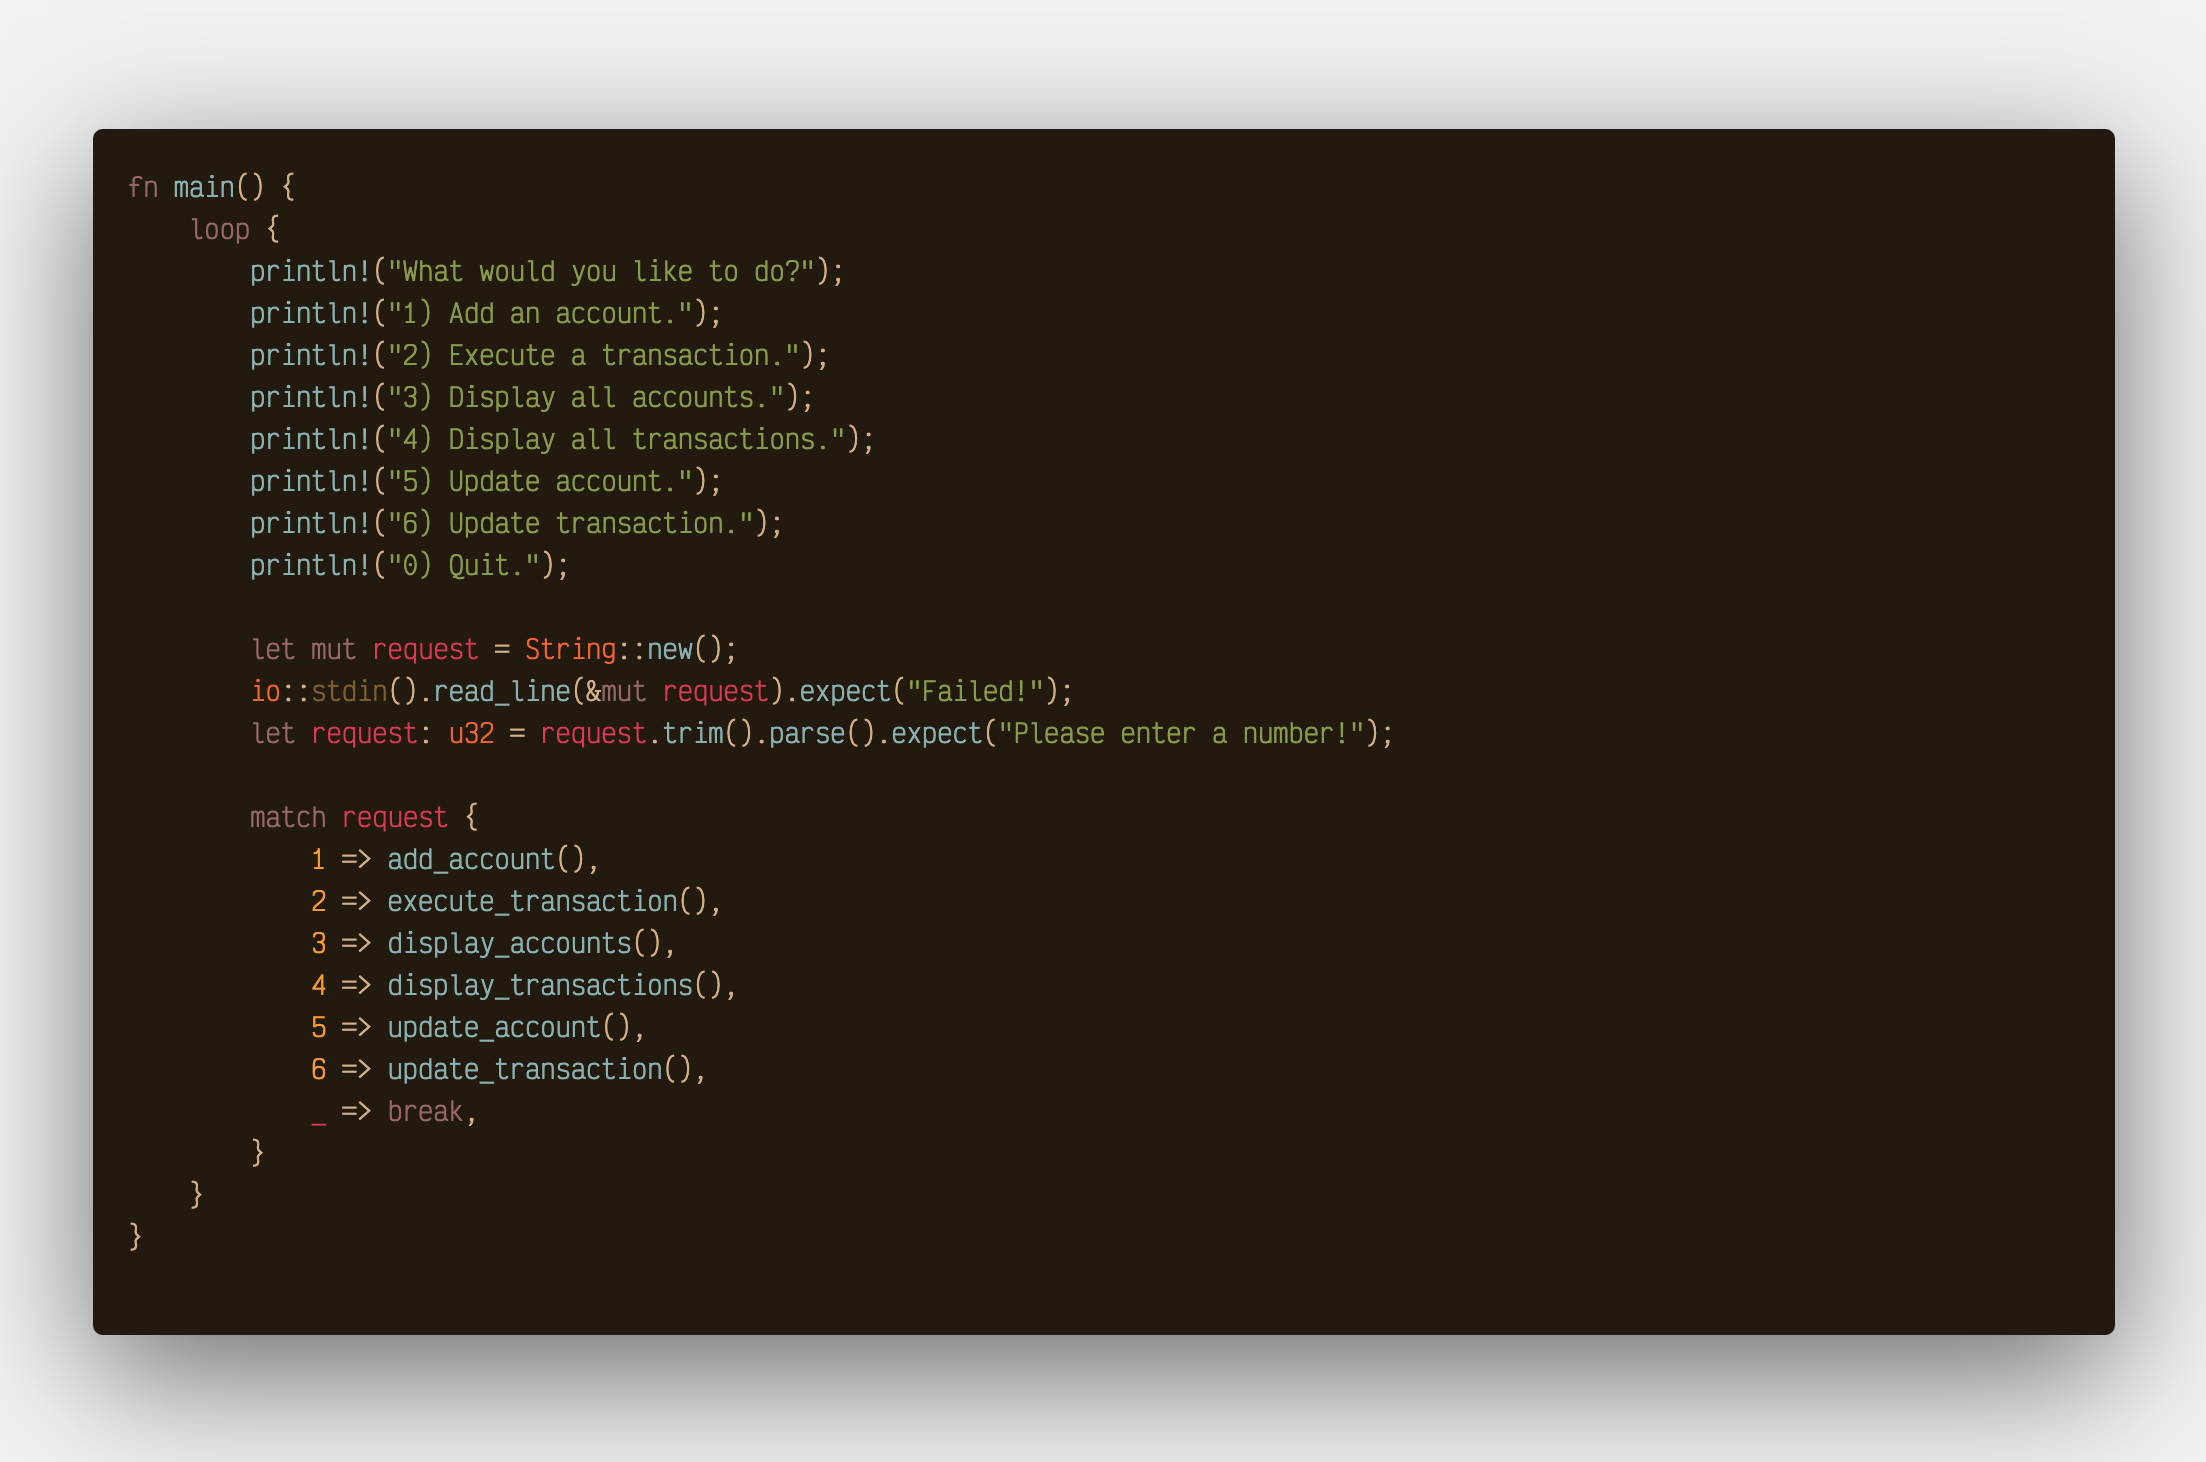 fn main() {
    loop {
        println!("What would you like to do?");
        println!("1) Add an account.");
        println!("2) Execute a transaction.");
        println!("3) Display all accounts.");
        println!("4) Display all transactions.");
        println!("5) Update account.");
        println!("6) Update transaction.");
        println!("0) Quit.");

        let mut request = String::new();
        io::stdin().read_line(&mut request).expect("Failed!");
        let request: u32 = request.trim().parse().expect("Please enter a number!");

        match request {
            1 => add_account(),
            2 => execute_transaction(),
            3 => display_accounts(),
            4 => display_transactions(),
            5 => update_account(),
            6 => update_transaction(),
            _ => break,
        }
    }
}